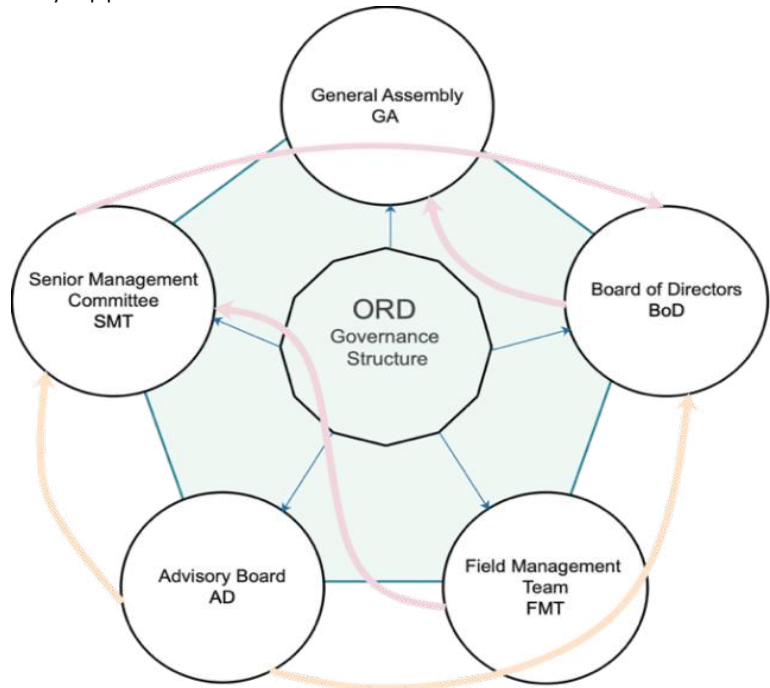 General Assembly
GA
Senior Management
Committee
SMT
ORD
Governance
Structure
Board of Directors
BoD
Advisory Board
AD
Field Management
Team
FMT